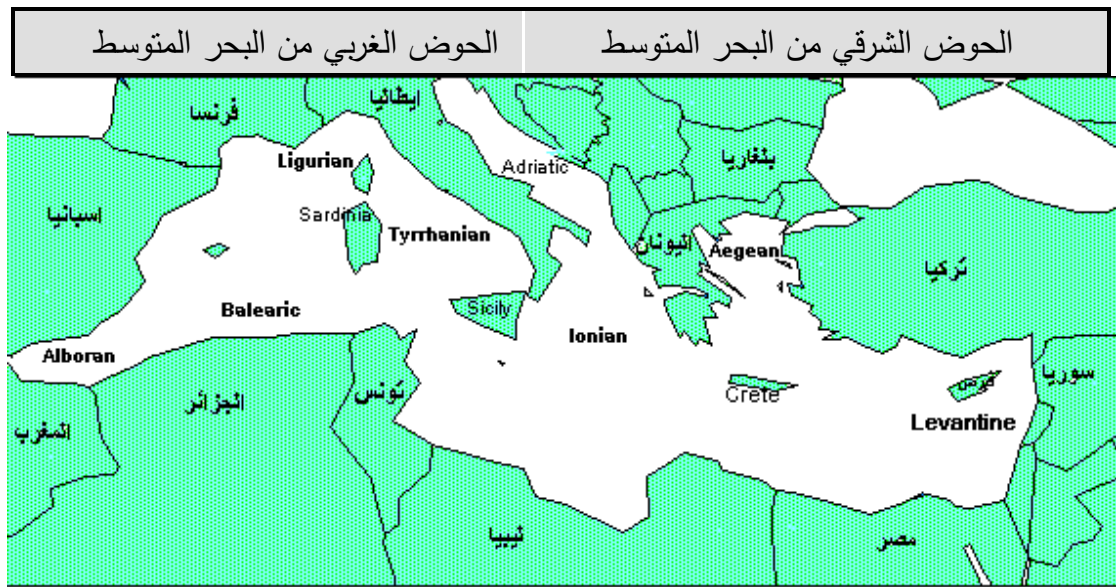 الحوض الشرقي من البحر المتوسط
الحوض الغربي من البحر المتوسط
ايطاليا
فرنسا
بلغاريا
Ligurian
Adriatic
اسبانيا
Sardinia
Tyrrhanian
اليونان
Aegean
تركيا
Balearic
Sicily
Ionian
Alboran
تونس
الجزائر
المغرب
Crete
قبرص
سوريا
Levantine
ليبيا
مصر